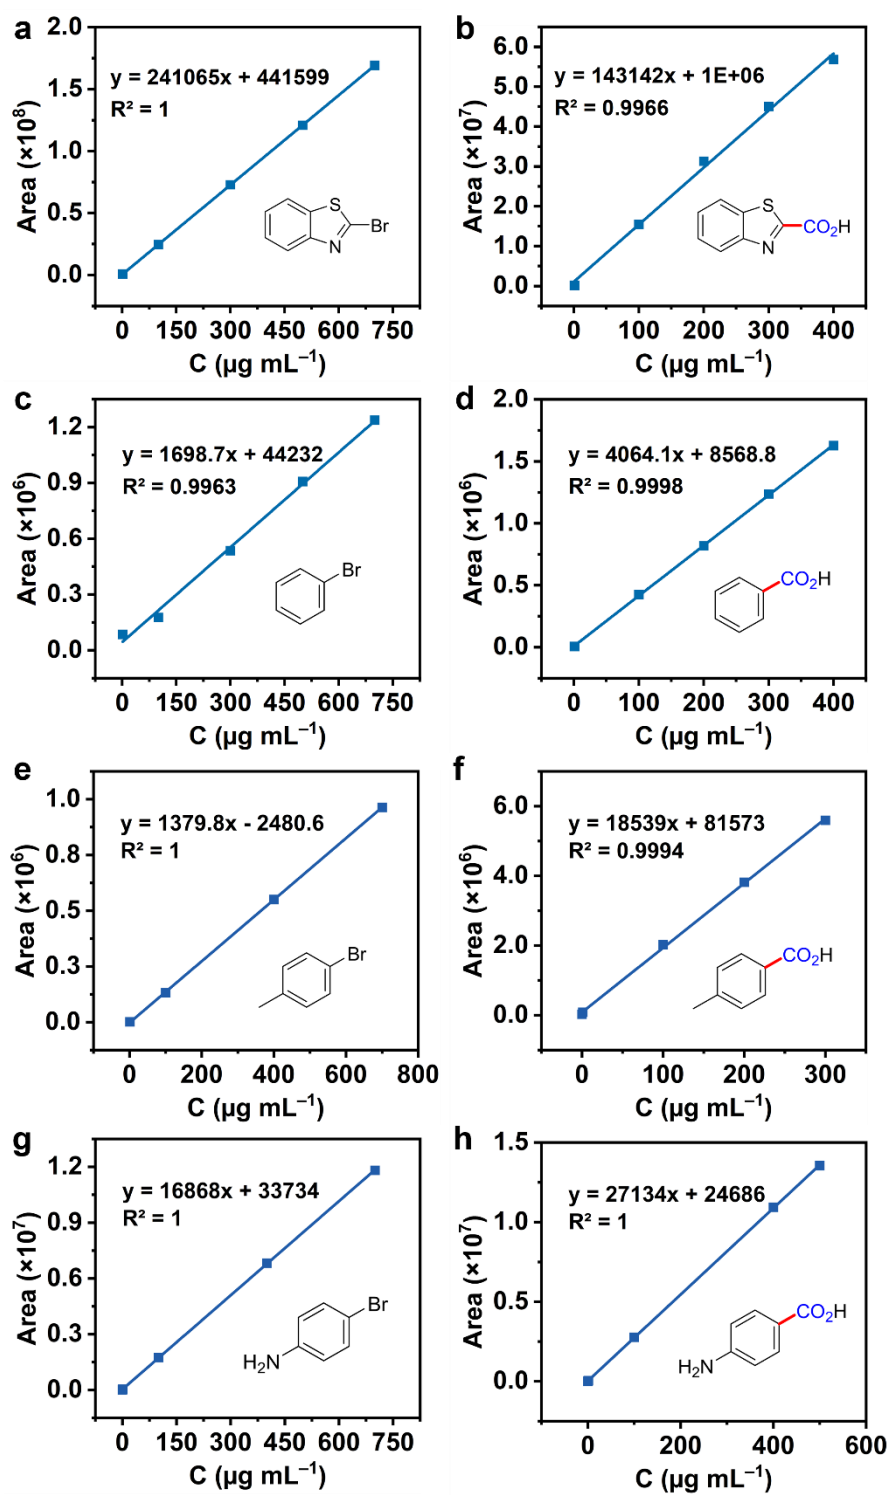 a
2.0
1.5
1.0
0.5
0.0
Area (×10⁸)
y = 241065x + 441599
R² = 1
S
N
Br
0 150 300 450 600 750
C (µg mL⁻¹)
b
6.0
5.0
4.0
3.0
2.0
1.0
0.0
Area (×10⁷)
y = 143142x + 1E+06
R² = 0.9966
S
N
CO₂H
0 100 200 300 400
C (µg mL⁻¹)
c
1.2
0.9
0.6
0.3
0.0
Area (×10⁶)
y = 1698.7x + 44232
R² = 0.9963
Br
0 150 300 450 600 750
C (µg mL⁻¹)
d
2.0
1.5
1.0
0.5
0.0
Area (×10⁶)
y = 4064.1x + 8568.8
R² = 0.9998
CO₂H
0 100 200 300 400
C (µg mL⁻¹)
e
1.0
0.8
0.5
0.3
0.0
Area (×10⁶)
y = 1379.8x - 2480.6
R² = 1
Br
0 200 400 600 800
C (µg mL⁻¹)
f
6.0
4.0
2.0
0.0
Area (×10⁶)
y = 18539x + 81573
R² = 0.9994
CO₂H
0 100 200 300
C (µg mL⁻¹)
g
1.2
0.9
0.6
0.3
0.0
Area (×10⁷)
y = 16868x + 33734
R² = 1
Br
H₂N
0 150 300 450 600 750
C (µg mL⁻¹)
h
1.5
1.0
0.5
0.0
Area (×10⁷)
y = 27134x + 24686
R² = 1
CO₂H
H₂N
0 200 400 600
C (µg mL⁻¹)